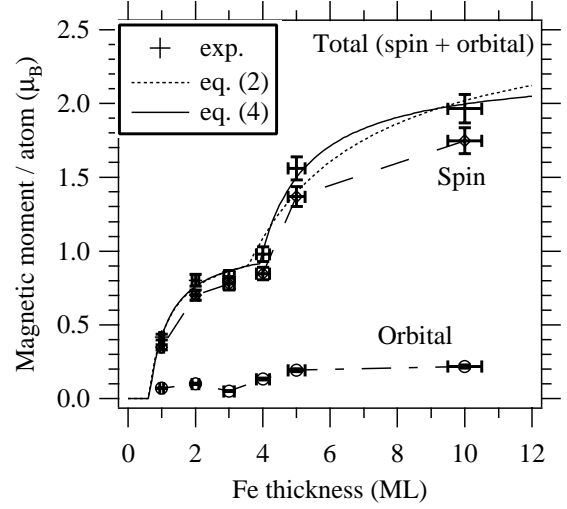 2.5
2.0
1.5
1.0
0.5
0.0
Magnetic moment / atom (μB)
exp.
eq. (2)
eq. (4)
Total (spin + orbital)
Spin
Orbital
0 2 4 6 8 10 12
Fe thickness (ML)